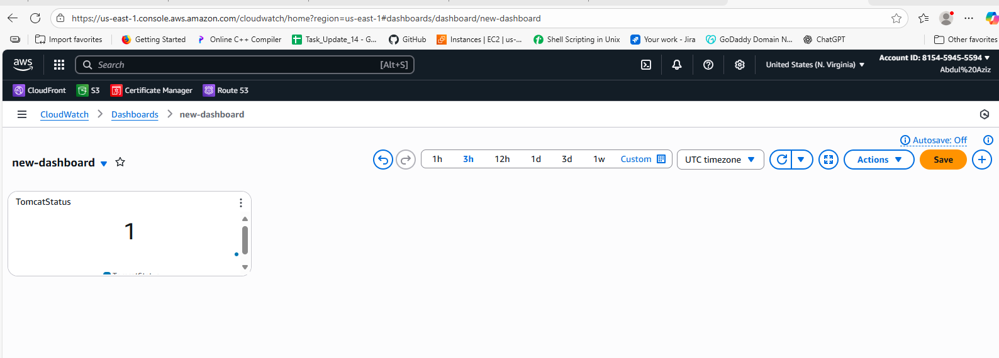 https://us-east-1.console.aws.amazon.com/cloudwatch/home?region=us-east-1#dashboards/dashboard/new-dashboard
Import favorites Getting Started Online C++ Compiler Task_Update_14 - G... GitHub Instances | EC2 | us-... Shell Scripting in Unix Your work - Jira GoDaddy Domain N... ChatGPT Other favorites
aws Search [Alt+S] United States (N. Virginia) Account ID: 8154-5945-5594
Abdul%20Aziz
CloudFront S3 Certificate Manager Route 53
CloudWatch Dashboards new-dashboard
Autosave: Off
new-dashboard 1h 3h 12h 1d 3d 1w Custom UTC timezone Actions Save
TomcatStatus
1